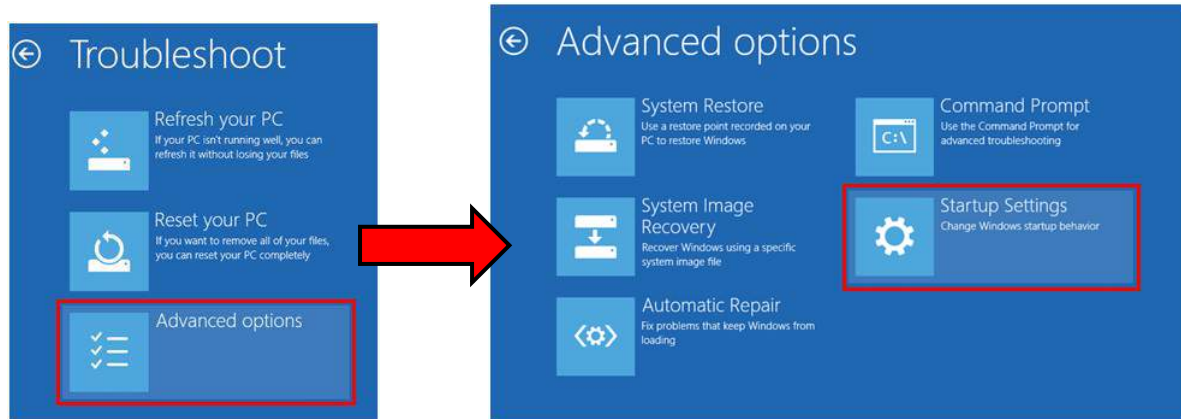 Troubleshoot
Refresh your PC
If your PC isn't running well, you can
refresh it without losing your files
Reset your PC
If you want to remove all of your files,
you can reset your PC completely
Advanced options
Advanced options
System Restore
Use a restore point recorded on your
PC to restore Windows
System Image
Recovery
Recover Windows using a specific
system image file
Automatic Repair
Fix problems that keep Windows from
loading
Command Prompt
Use the Command Prompt for
advanced troubleshooting
C:\
Startup Settings
Change Windows startup behavior